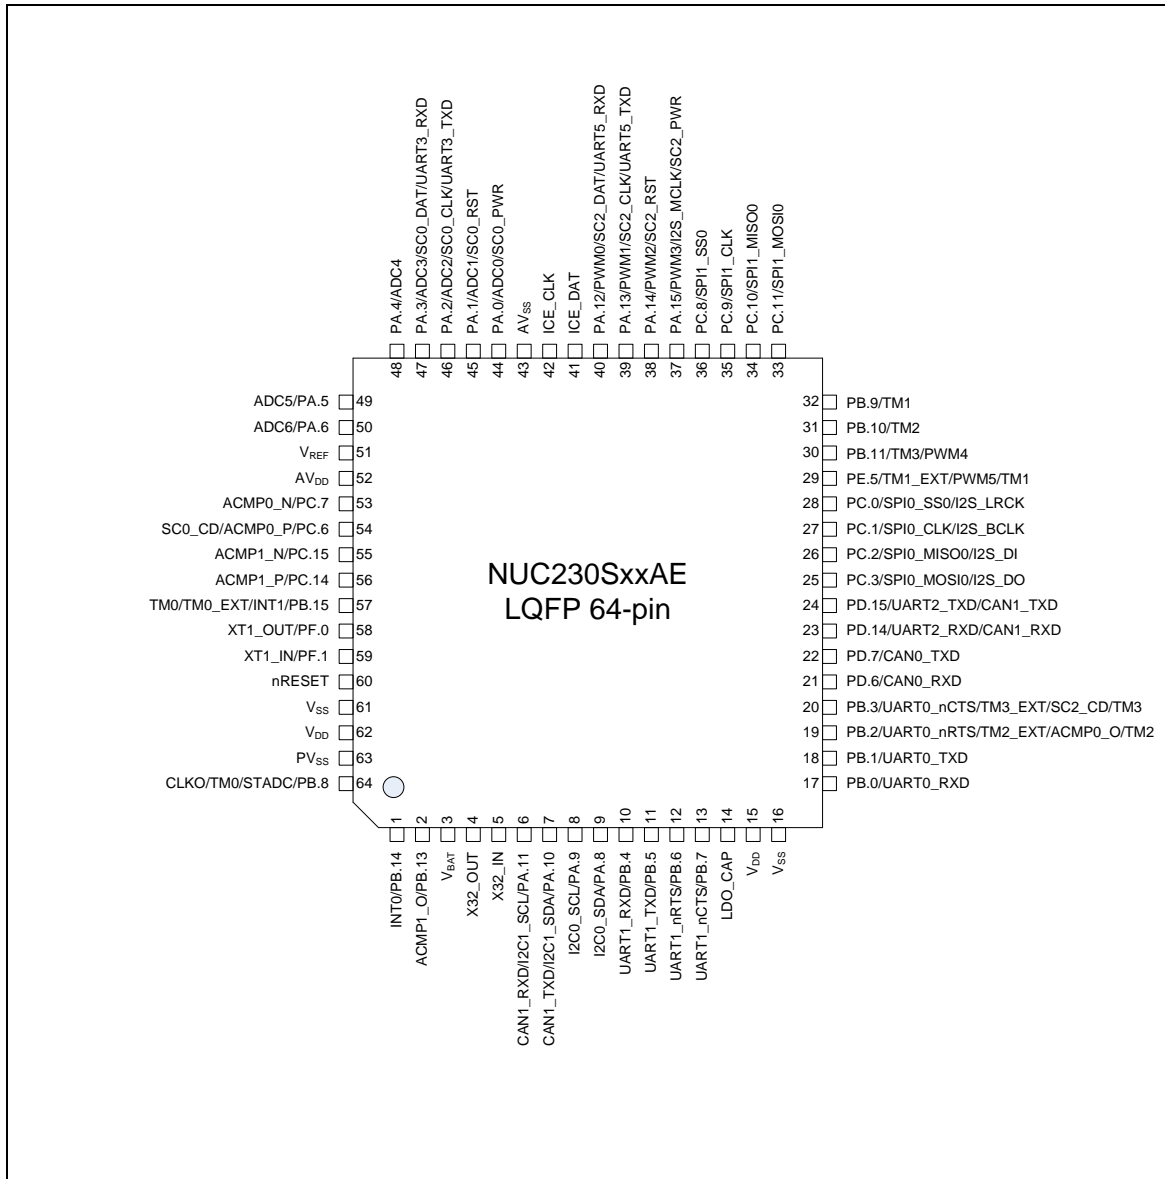 PA.4/ADC4
PA.3/ADC3/SC0_DAT/UART3_RXD
PA.2/ADC2/SC0_CLK/UART3_TXD
PA.1/ADC1/SC0_RST
PA.0/ADC0/SC0_PWR
AVSS
ICE_CLK
ICE_DAT
PA.12/PWM0/SC2_DAT/UART5_RXD
PA.13/PWM1/SC2_CLK/UART5_TXD
PA.14/PWM2/SC2_RST
PA.15/PWM3/I2S_MCLK/SC2_PWR
PC.8/SPI1_SS0
PC.9/SPI1_CLK
PC.10/SPI1_MISO0
PC.11/SPI1_MOSI0
48
47
46
45
44
43
42
41
40
39
38
37
36
35
34
33
ADC5/PA.5 49
ADC6/PA.6 50
VREF 51
AVDD 52
ACMP0_N/PC.7 53
SC0_CD/ACMP0_P/PC.6 54
ACMP1_N/PC.15 55
ACMP1_P/PC.14 56
TM0/TM0_EXT/INT1/PB.15 57
XT1_OUT/PF.0 58
XT1_IN/PF.1 59
nRESET 60
VSS 61
VDD 62
PVSS 63
CLKO/TM0/STADC/PB.8 64
NUC230SxxAE
LQFP 64-pin
32 PB.9/TM1
31 PB.10/TM2
30 PB.11/TM3/PWM4
29 PE.5/TM1_EXT/PWM5/TM1
28 PC.0/SPI0_SS0/I2S_LRCK
27 PC.1/SPI0_CLK/I2S_BCLK
26 PC.2/SPI0_MISO0/I2S_DI
25 PC.3/SPI0_MOSI0/I2S_DO
24 PD.15/UART2_TXD/CAN1_TXD
23 PD.14/UART2_RXD/CAN1_RXD
22 PD.7/CAN0_TXD
21 PD.6/CAN0_RXD
20 PB.3/UART0_nCTS/TM3_EXT/SC2_CD/TM3
19 PB.2/UART0_nRTS/TM2_EXT/ACMP0_O/TM2
18 PB.1/UART0_TXD
17 PB.0/UART0_RXD
1
2
3
4
5
6
7
8
9
10
11
12
13
14
15
16
INT0/PB.14
ACMP1_O/PB.13
VBAT
X32_OUT
X32_IN
CAN1_RXD/I2C1_SCL/PA.11
CAN1_TXD/I2C1_SDA/PA.10
I2C0_SCL/PA.9
I2C0_SDA/PA.8
UART1_RXD/PB.4
UART1_TXD/PB.5
UART1_nRTS/PB.6
UART1_nCTS/PB.7
LDO_CAP
VDD
VSS